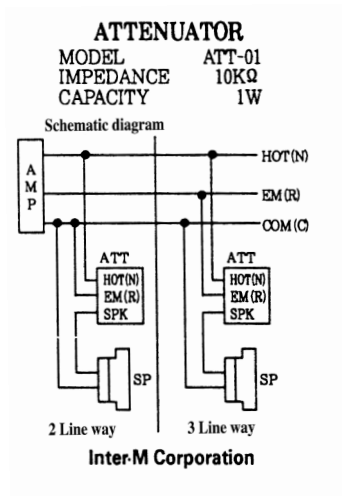 ATTENUATOR
MODEL ATT-01
IMPEDANCE 10KΩ
CAPACITY 1W
Schematic diagram
AMP
HOT(N)
EM(R)
COM(C)
ATT
HOT(N)
EM(R)
SPK
SP
ATT
HOT(N)
EM(R)
SPK
SP
2 Line way
3 Line way
Inter-M Corporation